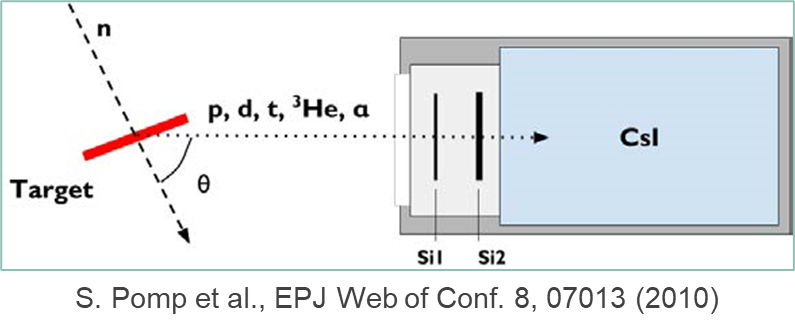 n
p, d, t, ³He, α
CsI
Target
θ
Si1 Si2
S. Pomp et al., EPJ Web of Conf. 8, 07013 (2010)